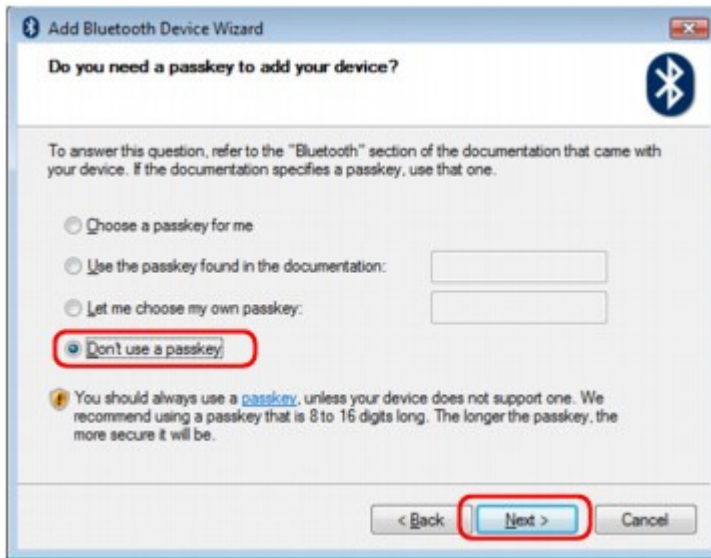 Add Bluetooth Device Wizard
Do you need a passkey to add your device?
To answer this question, refer to the "Bluetooth" section of the documentation that came with
your device. If the documentation specifies a passkey, use that one.
Choose a passkey for me
Use the passkey found in the documentation:
Let me choose my own passkey:
Don't use a passkey
You should always use a passkey, unless your device does not support one. We
recommend using a passkey that is 8 to 16 digits long. The longer the passkey, the
more secure it will be.
< Back Next > Cancel